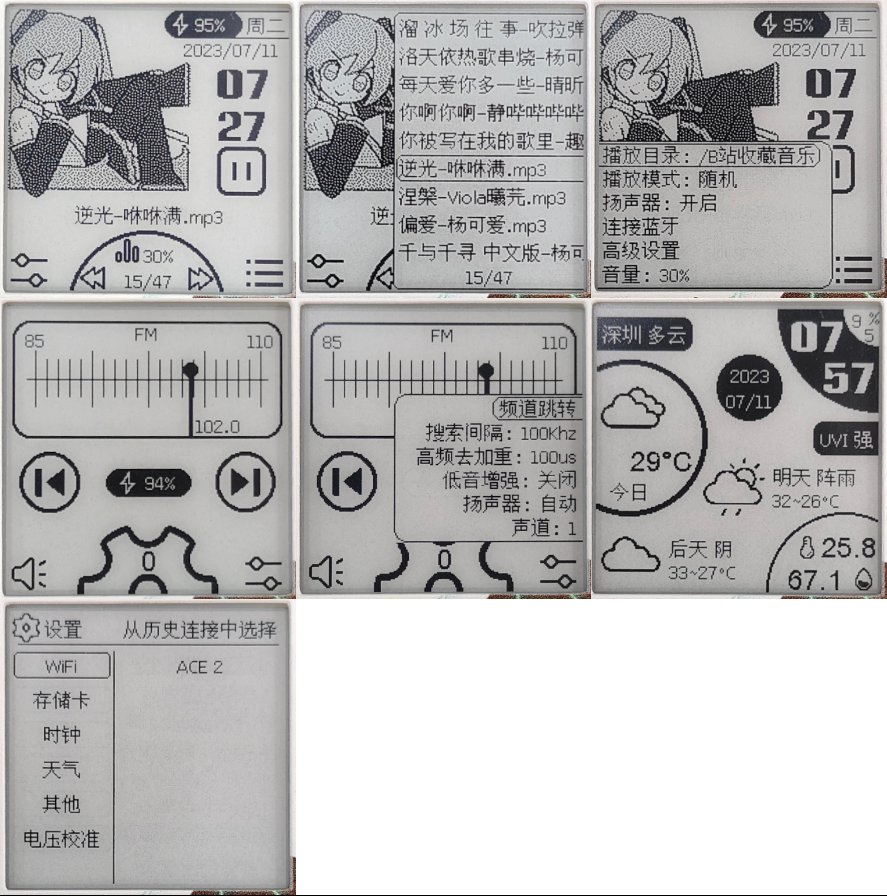 95%
周二
2023/07/11
07
27
逆光-咻咻满.mp3
30%
15/47
溜冰场往事-吹拉弹
洛天依热歌串烧-杨可
每天爱你多一些-晴昕
你啊你啊-静哔哔哔哔
你被写在我的歌里-趣
逆光-咻咻满.mp3
涅槃-Viola曦芫.mp3
偏爱-杨可爱.mp3
千与千寻 中文版-杨可
15/47
逆
95%
周二
2023/07/11
07
27
播放目录：/B站收藏音乐
播放模式：随机
扬声器：开启
连接蓝牙
高级设置
音量：30%
85
FM
110
102.0
94%
0
85
FM
110
频道跳转
搜索间隔：100Khz
高频去加重：100us
低音增强：关闭
扬声器：自动
声道：1
0
深圳 多云
07
57
9
%
5
2023
07/11
UVI 强
29°C
今日
明天 阵雨
32~26°C
后天 阴
33~27°C
25.8
67.1
设置
从历史连接中选择
WiFi
ACE 2
存储卡
时钟
天气
其他
电压校准